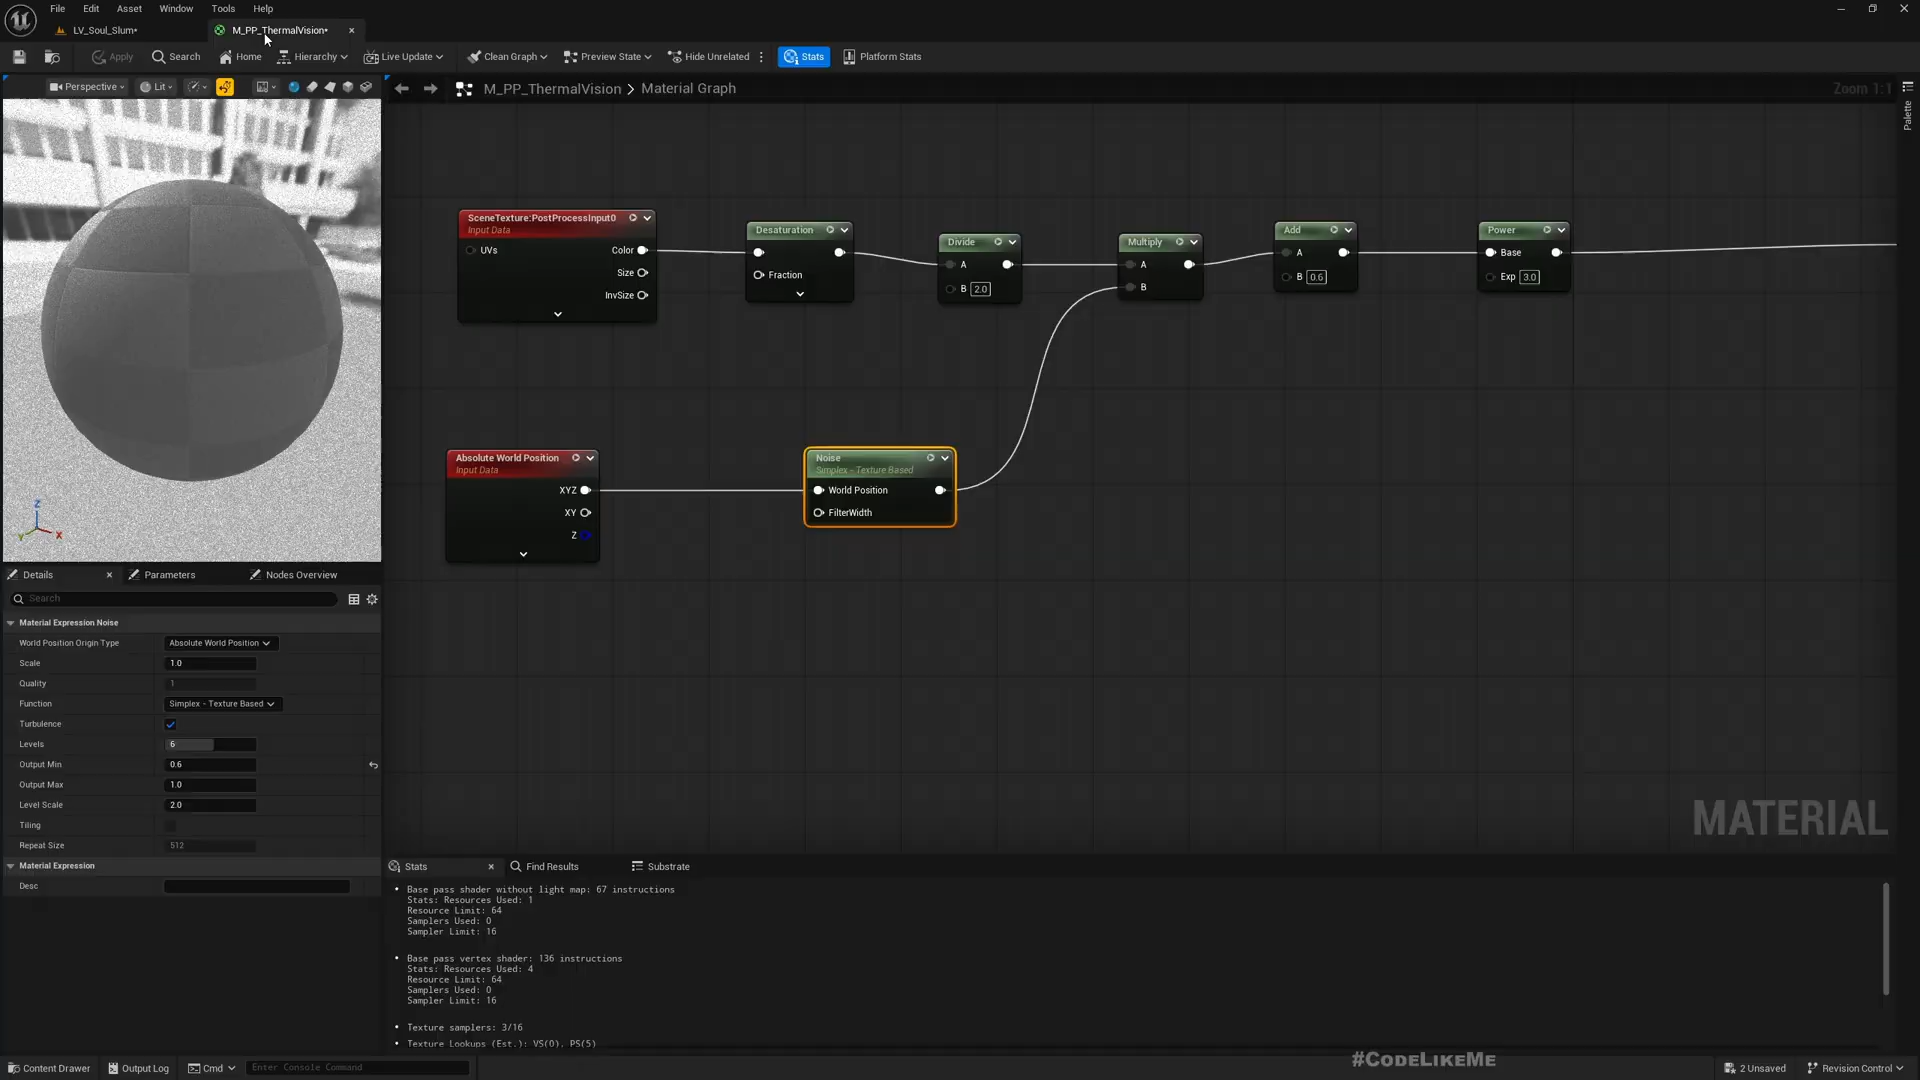 File Edit Asset Window Tools Help
LV_Soul_Slum* M_PP_ThermalVision*
Apply Search Home Hierarchy Live Update Clean Graph Preview State Hide Unrelated Stats Platform Stats
Perspective Lit
M_PP_ThermalVision > Material Graph Zoom 1:1
Palette
SceneTexture:PostProcessInput0
Input Data
UVs Color
Size
InvSize
Desaturation
Fraction
Divide
A
B 2.0
Multiply
A
B
Add
A
B 0.6
Power
Base
Exp 3.0
Absolute World Position
Input Data
XYZ
XY
Z
Noise
Simplex - Texture Based
World Position
FilterWidth
Z
Y X
MATERIAL
Details Parameters Nodes Overview
Search
Material Expression Noise
World Position Origin Type Absolute World Position
Scale 1.0
Quality 1
Function Simplex - Texture Based
Turbulence
Levels 6
Output Min 0.6
Output Max 1.0
Level Scale 2.0
Tiling
Repeat Size 512
Material Expression
Desc
Stats Find Results Substrate
Base pass shader without light map: 67 instructions
Stats: Resources Used: 1
Resource Limit: 64
Samplers Used: 0
Sampler Limit: 16
Base pass vertex shader: 136 instructions
Stats: Resources Used: 4
Resource Limit: 64
Samplers Used: 0
Sampler Limit: 16
Texture samplers: 3/16
Texture Lookups (Est.): VS(0), PS(5)
#CODELIKEME
Content Drawer Output Log Cmd Enter Console Command 2 Unsaved Revision Control